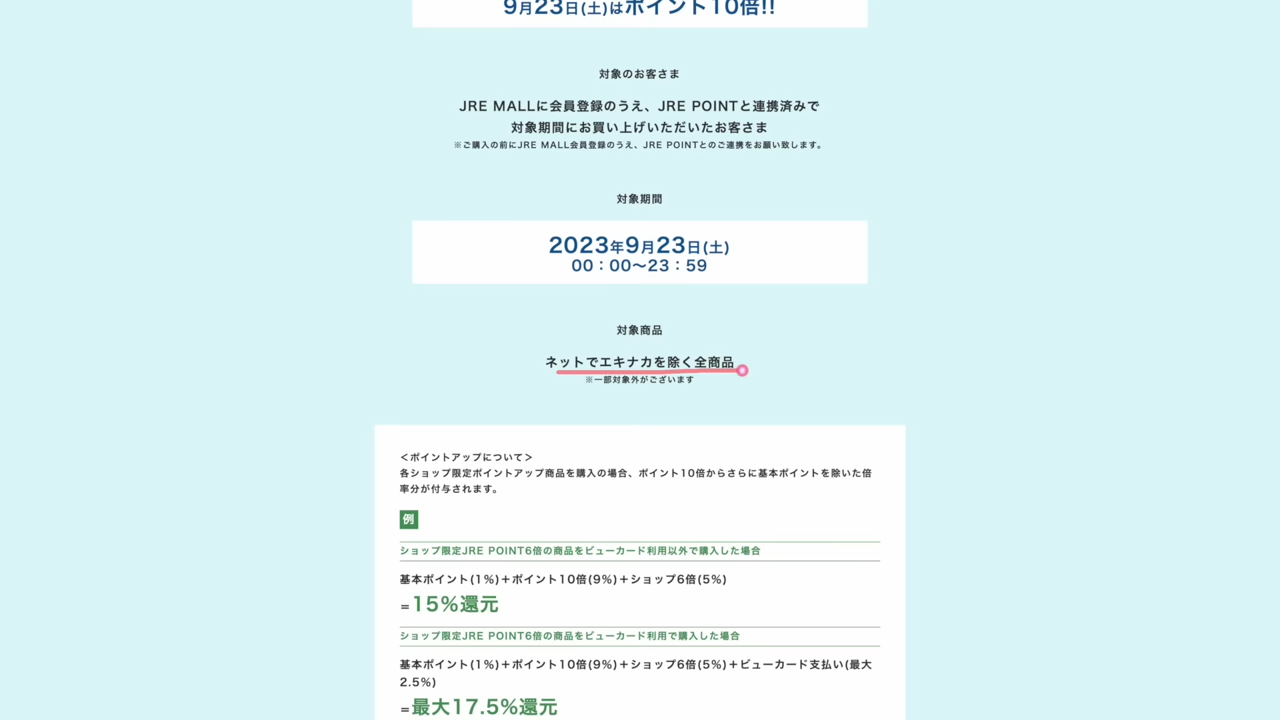 9月23日(土)はポイント10倍!!
対象のお客さま
JRE MALLに会員登録のうえ、JRE POINTと連携済みで
対象期間にお買い上げいただいたお客さま
※ご購入の前にJRE MALL会員登録のうえ、JRE POINTとのご連携をお願い致します。
対象期間
2023年9月23日(土)
00：00〜23：59
対象商品
ネットでエキナカを除く全商品
※一部対象外がございます
＜ポイントアップについて＞
各ショップ限定ポイントアップ商品を購入の場合、ポイント10倍からさらに基本ポイントを除いた倍
率分が付与されます。
例
ショップ限定JRE POINT6倍の商品をビューカード利用以外で購入した場合
基本ポイント(1%)＋ポイント10倍(9%)＋ショップ6倍(5%)
＝15%還元
ショップ限定JRE POINT6倍の商品をビューカード利用で購入した場合
基本ポイント(1%)＋ポイント10倍(9%)＋ショップ6倍(5%)＋ビューカード支払い(最大
2.5%)
＝最大17.5%還元